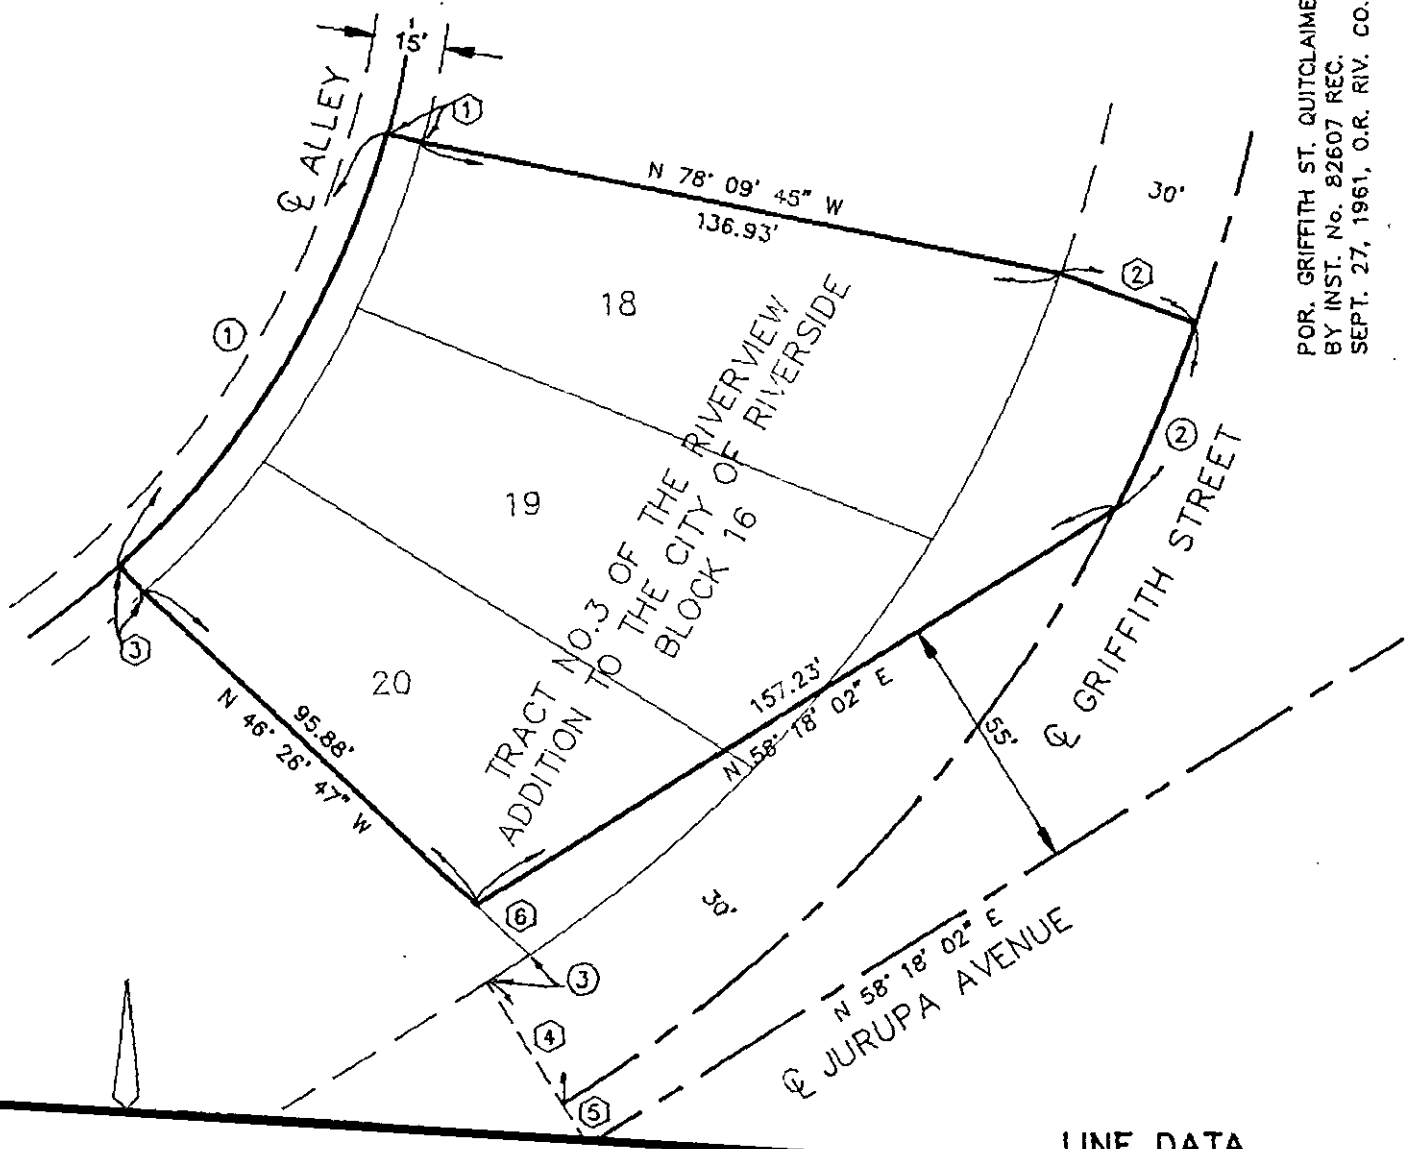 15'
℄ ALLEY
1
N 78° 09' 45" W
136.93'
30'
2
POR. GRIFFITH ST. QUITCLAIME
BY INST. No. 82607 REC.
SEPT. 27, 1961, O.R. RIV. CO.
18
1
2
19
TRACT NO.3 OF THE RIVERVIEW
ADDITION TO THE CITY OF RIVERSIDE
BLOCK 16
℄ GRIFFITH STREET
3
20
N 46° 26' 47" W
95.88'
157.23'
N 58° 18' 02" E
55'
6
30'
3
N 58° 18' 02" E
℄ JURUPA AVENUE
4
5
LINE DATA